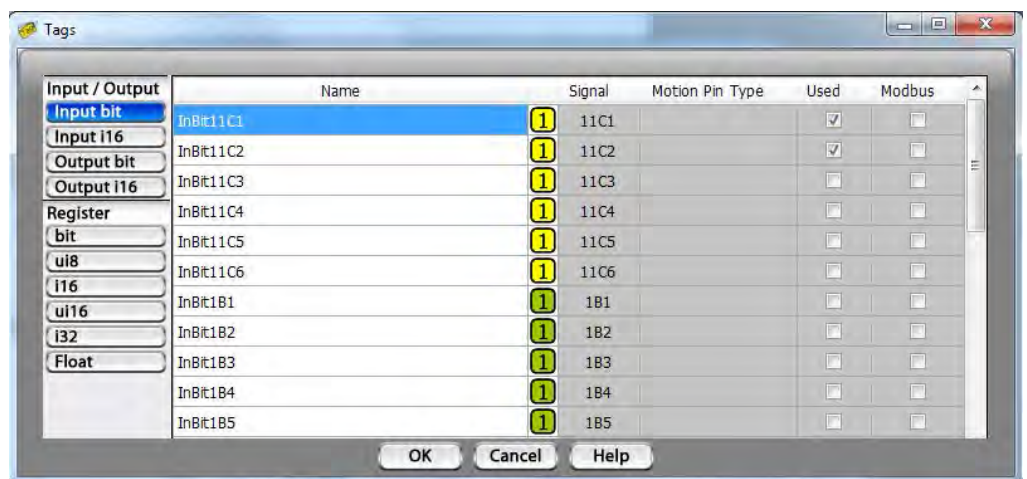 Tags
Input / Output Name Signal Motion Pin Type Used Modbus
Input bit InBit11C1 1 11C1
Input i16
InBit11C2 1 11C2
Output bit
Output i16 InBit11C3 1 11C3
Register InBit11C4 1 11C4
bit InBit11C5 1 11C5
ui8
i16 InBit11C6 1 11C6
ui16 InBit1B1 1 1B1
i32 InBit1B2 1 1B2
Float InBit1B3 1 1B3
InBit1B4 1 1B4
InBit1B5 1 1B5
OK Cancel Help